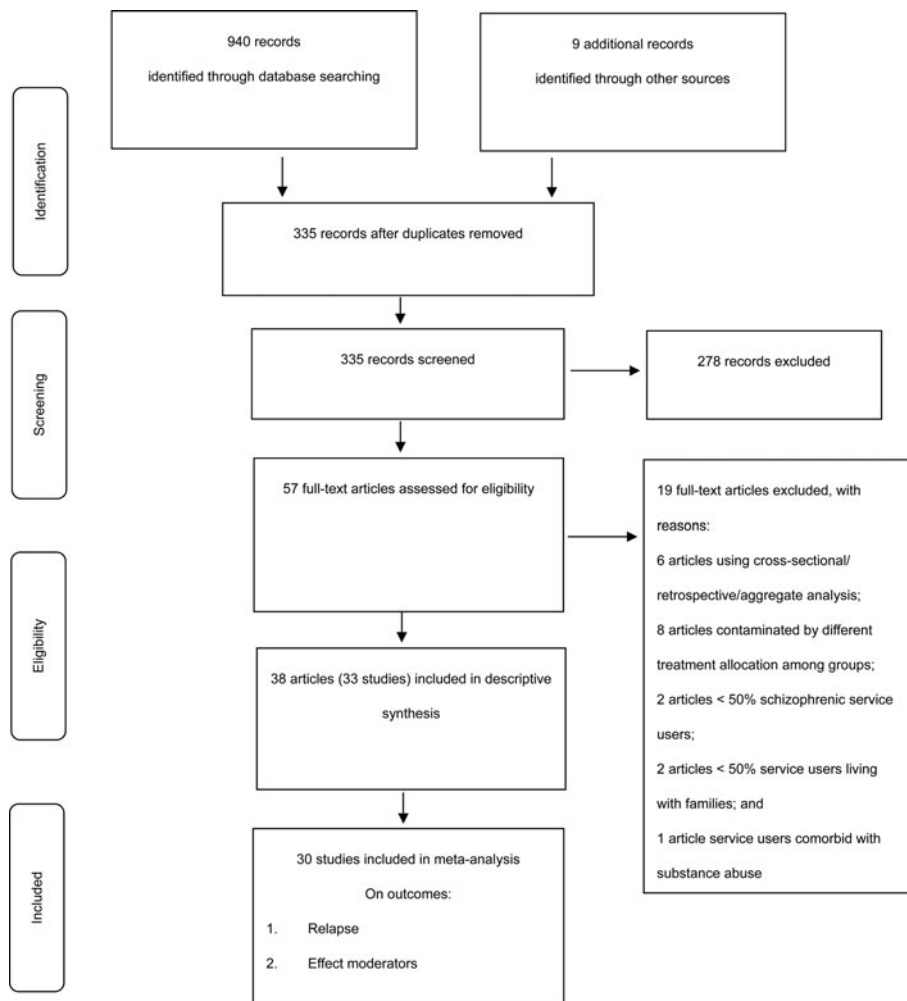 940 records
identified through database searching
9 additional records
identified through other sources
Identification
335 records after duplicates removed
Screening
335 records screened
278 records excluded
57 full-text articles assessed for eligibility
19 full-text articles excluded, with
reasons:
6 articles using cross-sectional/
retrospective/aggregate analysis;
8 articles contaminated by different
treatment allocation among groups;
2 articles < 50% schizophrenic service
users;
2 articles < 50% service users living
with families; and
1 article service users comorbid with
substance abuse
Eligibility
38 articles (33 studies) included in descriptive
synthesis
Included
30 studies included in meta-analysis
On outcomes:
1. Relapse
2. Effect moderators